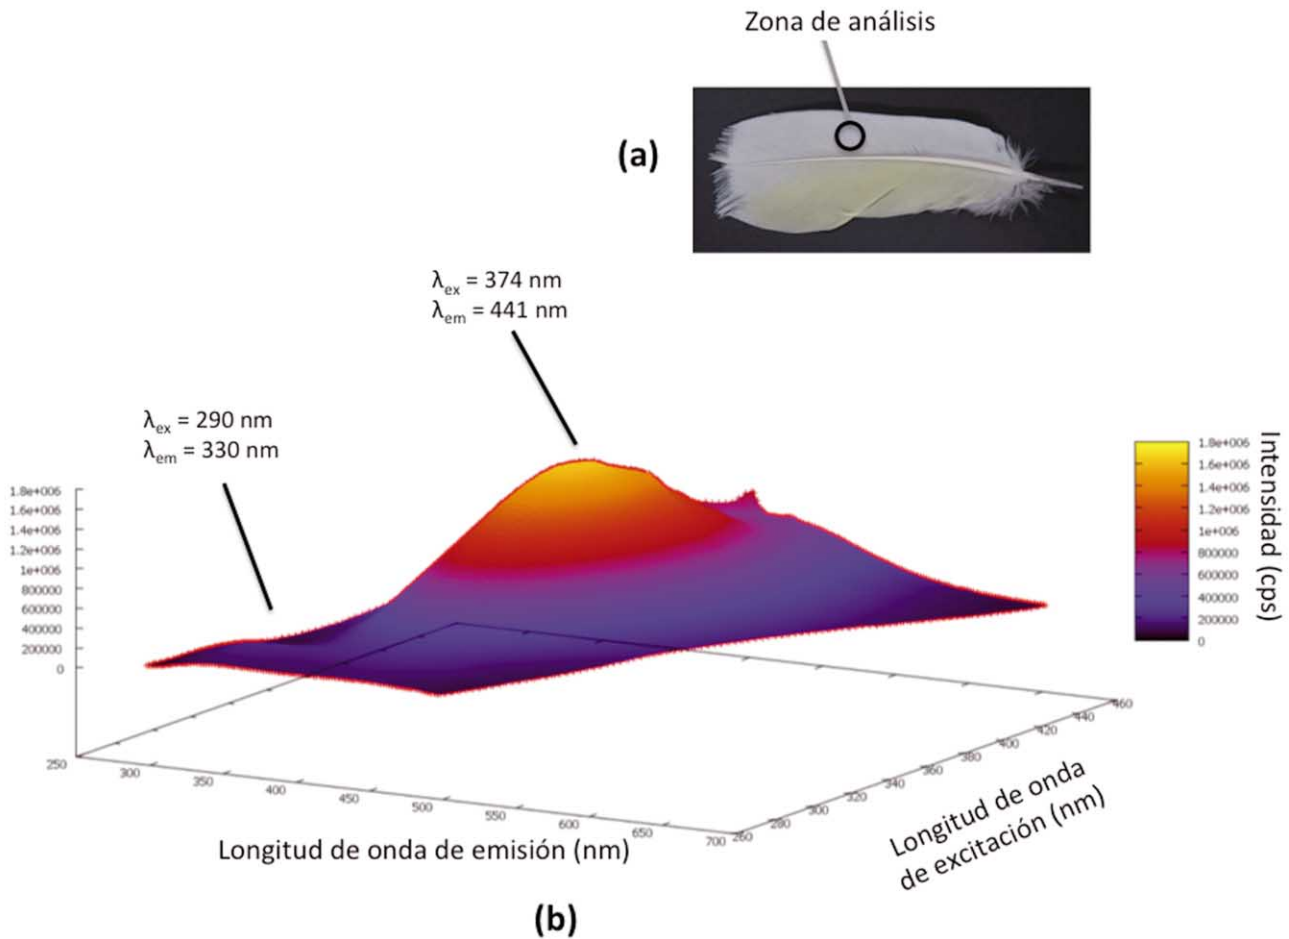 Zona de análisis
(a)
λex = 374 nm
λem = 441 nm
λex = 290 nm
λem = 330 nm
1.8e+006
1.6e+006
1.4e+006
1.2e+006
1e+006
800000
600000
400000
200000
0
1.8e+006
1.6e+006
1.4e+006
1.2e+006
1e+006
800000
600000
400000
200000
0
Intensidad (cps)
250
300
350
400
450
500
550
600
650
700
260
280
300
320
340
360
380
400
420
440
460
Longitud de onda de emisión (nm)
Longitud de onda
de excitación (nm)
(b)